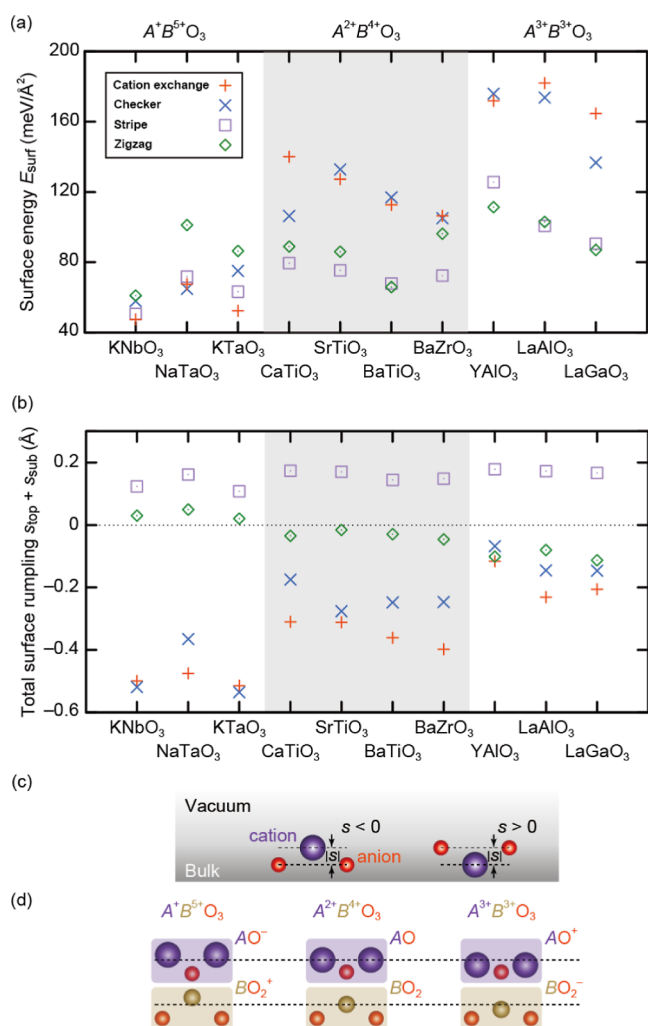 (a)
A⁺B⁵⁺O₃ A²⁺B⁴⁺O₃ A³⁺B³⁺O₃
200
160
120
80
40
Surface energy E_surf (meV/Å²)
Cation exchange
Checker
Stripe
Zigzag
KNbO₃ KTaO₃ SrTiO₃ BaZrO₃ LaAlO₃
NaTaO₃ CaTiO₃ BaTiO₃ YAlO₃ LaGaO₃
(b)
0.2
0
−0.2
−0.4
−0.6
Total surface rumpling s_top + s_sub (Å)
KNbO₃ KTaO₃ SrTiO₃ BaZrO₃ LaAlO₃
NaTaO₃ CaTiO₃ BaTiO₃ YAlO₃ LaGaO₃
(c)
Vacuum
s < 0 s > 0
cation
|s| |s|
anion
Bulk
(d)
A⁺B⁵⁺O₃ A²⁺B⁴⁺O₃ A³⁺B³⁺O₃
AO⁻ AO AO⁺
BO₂⁺ BO₂ BO₂⁻